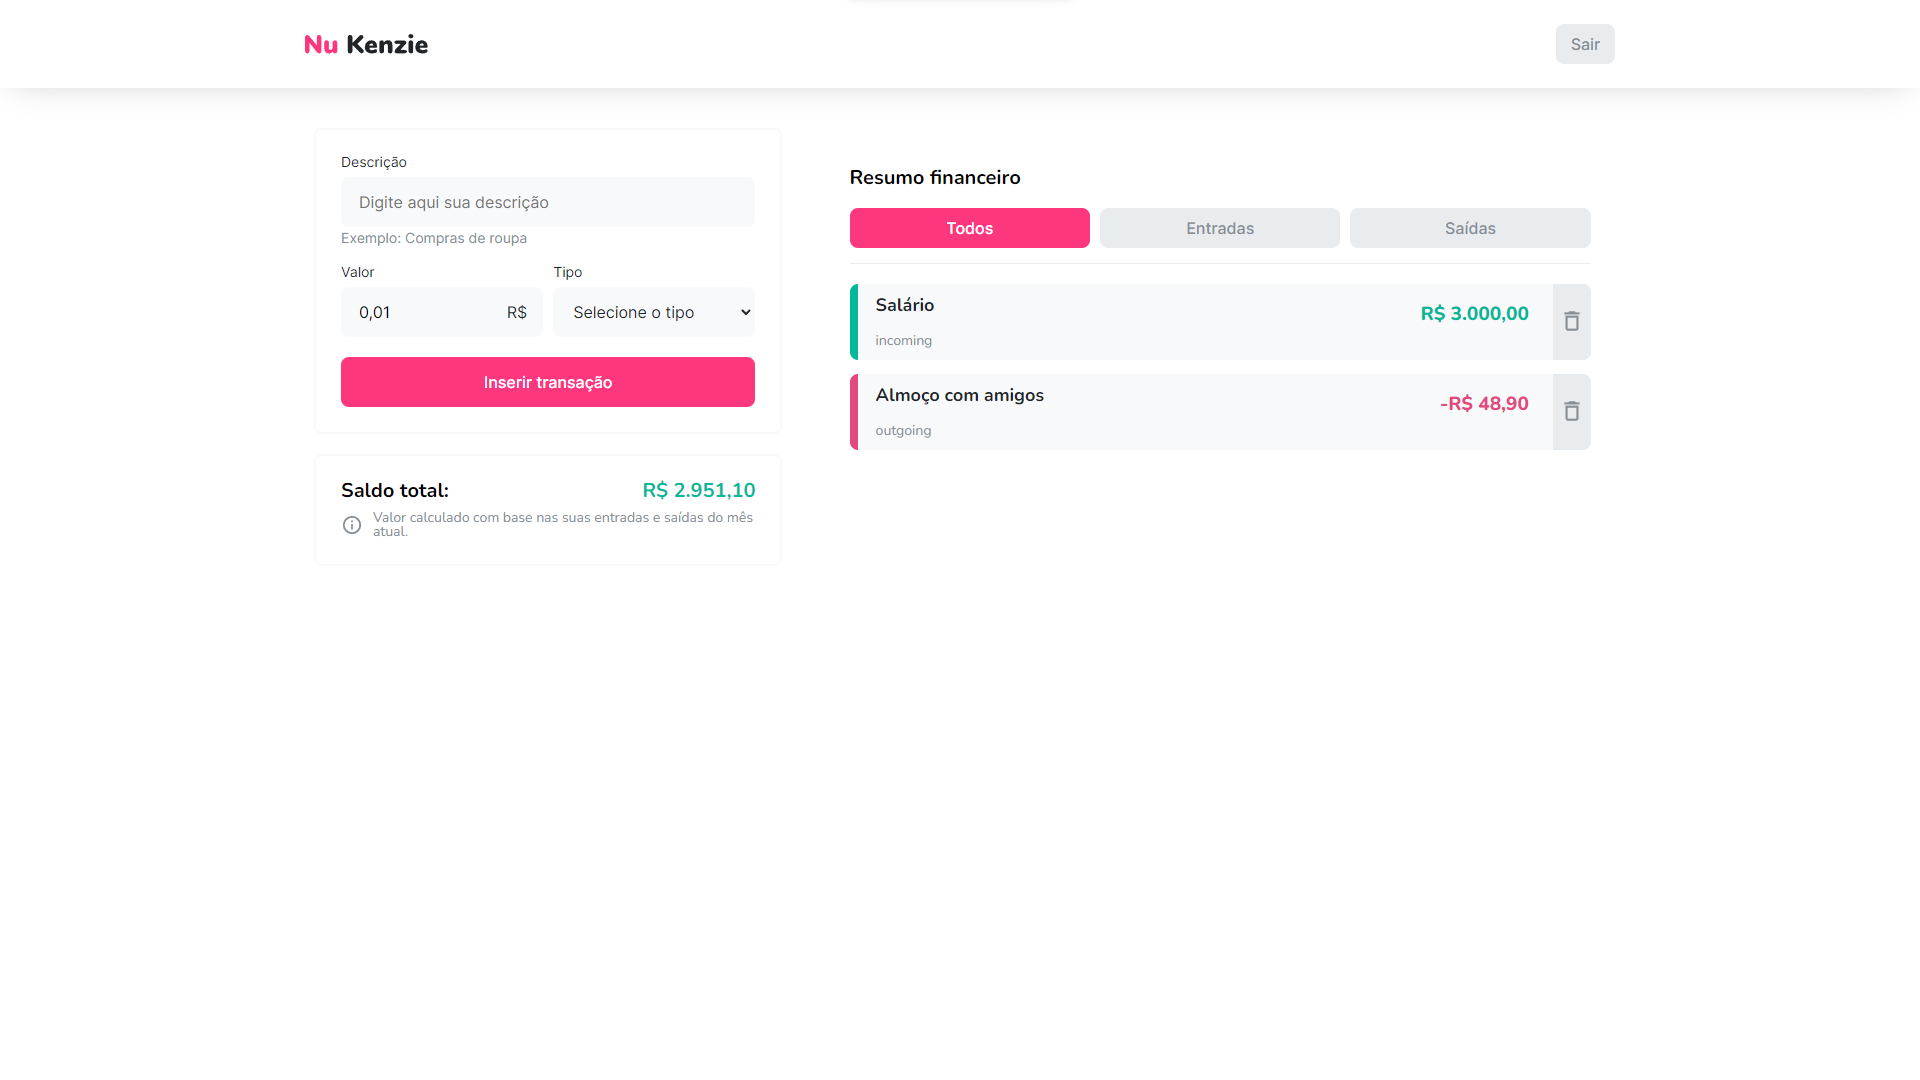 Nu Kenzie
Sair
Descrição
Digite aqui sua descrição
Exemplo: Compras de roupa
Valor
Tipo
0,01
R$
Selecione o tipo
Inserir transação
Saldo total:
R$ 2.951,10
Valor calculado com base nas suas entradas e saídas do mês
atual.
Resumo financeiro
Todos
Entradas
Saídas
Salário
R$ 3.000,00
incoming
Almoço com amigos
-R$ 48,90
outgoing